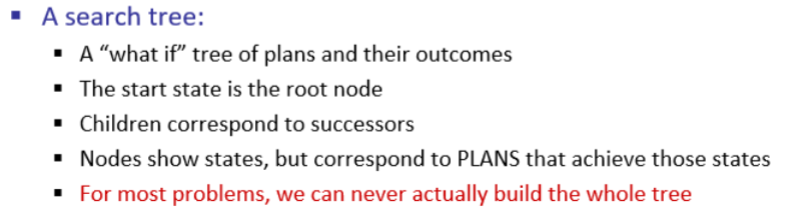 ▪ A search tree:
▪ A “what if” tree of plans and their outcomes
▪ The start state is the root node
▪ Children correspond to successors
▪ Nodes show states, but correspond to PLANS that achieve those states
▪ For most problems, we can never actually build the whole tree